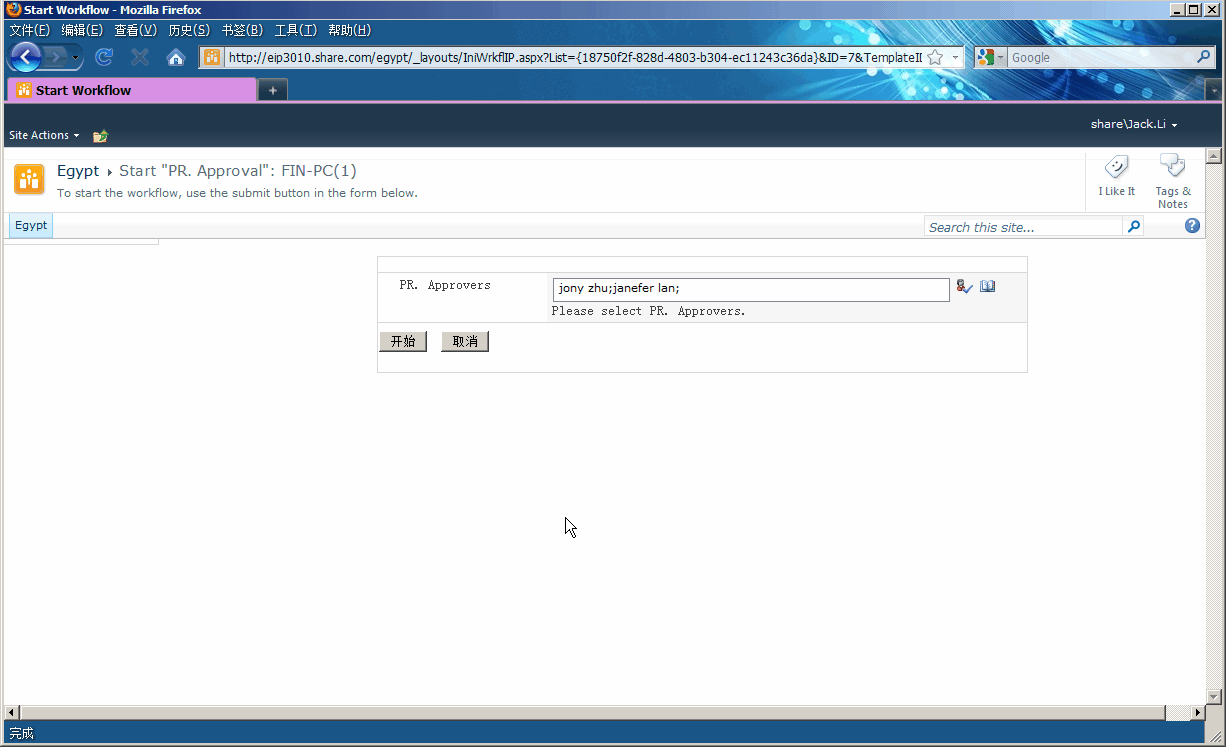 Start Workflow - Mozilla Firefox
文件(F) 编辑(E) 查看(V) 历史(S) 书签(B) 工具(T) 帮助(H)
http://eip3010.share.com/egypt/_layouts/IniWrkflIP.aspx?List={18750f2f-828d-4803-b304-ec11243c36da}&ID=7&TemplateID Google
Start Workflow
share\Jack.Li
Site Actions
Egypt Start "PR. Approval": FIN-PC(1)
To start the workflow, use the submit button in the form below.
I Like It
Tags & Notes
Egypt
Search this site...
PR. Approvers
jony zhu;janefer lan;
Please select PR. Approvers.
开始 取消
完成